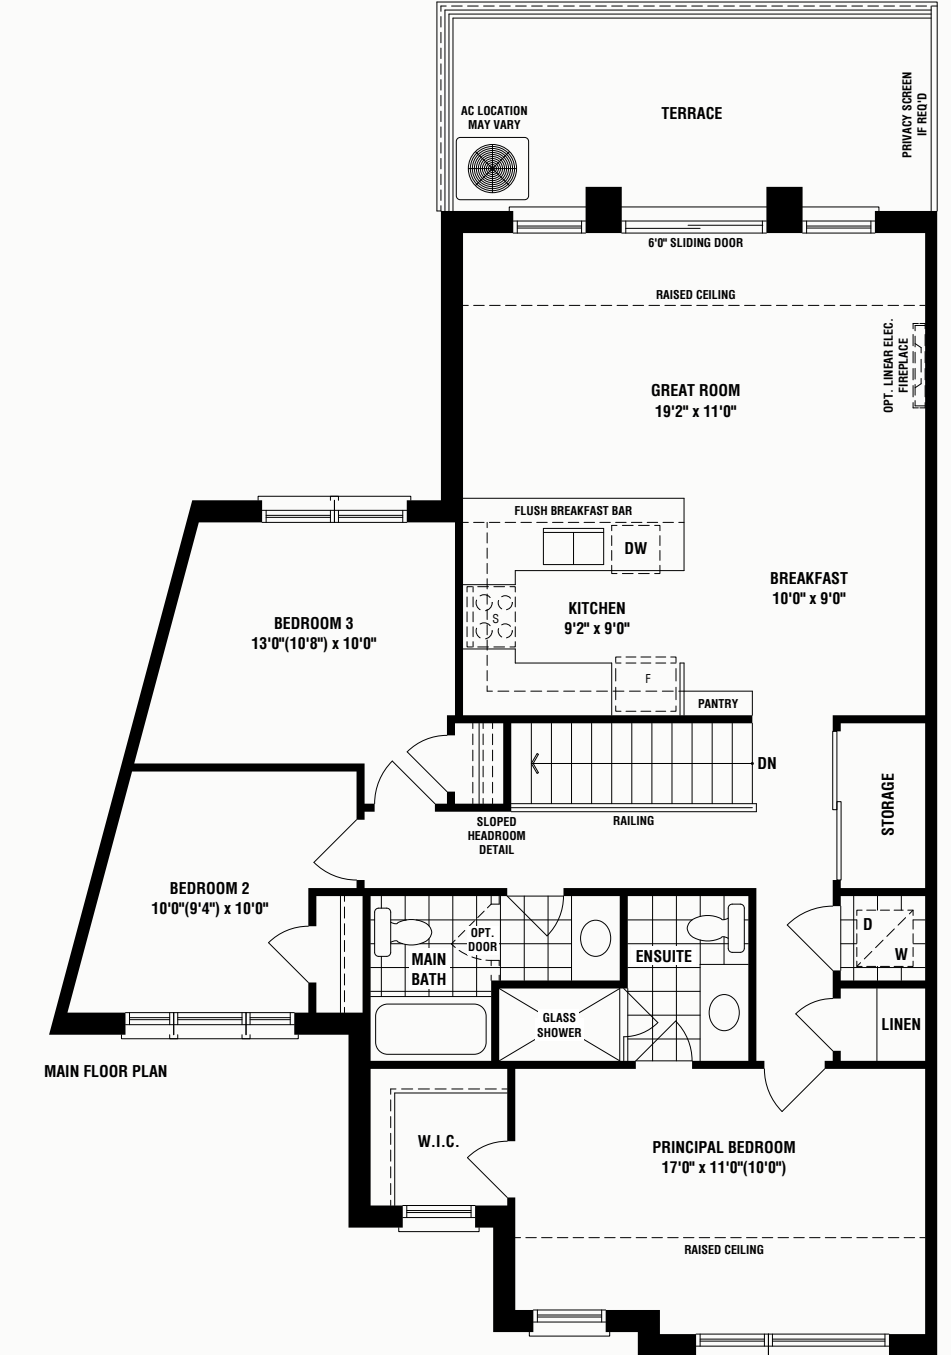 AC LOCATION
MAY VARY
TERRACE
PRIVACY SCREEN
IF REQ'D
6'0" SLIDING DOOR
RAISED CEILING
OPT. LINEAR ELEC.
FIREPLACE
GREAT ROOM
19'2" x 11'0"
FLUSH BREAKFAST BAR
DW
BREAKFAST
10'0" x 9'0"
KITCHEN
9'2" x 9'0"
S
BEDROOM 3
13'0"(10'8") x 10'0"
F
PANTRY
DN
STORAGE
SLOPED
HEADROOM
DETAIL
RAILING
BEDROOM 2
10'0"(9'4") x 10'0"
OPT.
DOOR
MAIN
BATH
ENSUITE
D
W
GLASS
SHOWER
LINEN
MAIN FLOOR PLAN
W.I.C.
PRINCIPAL BEDROOM
17'0" x 11'0"(10'0")
RAISED CEILING